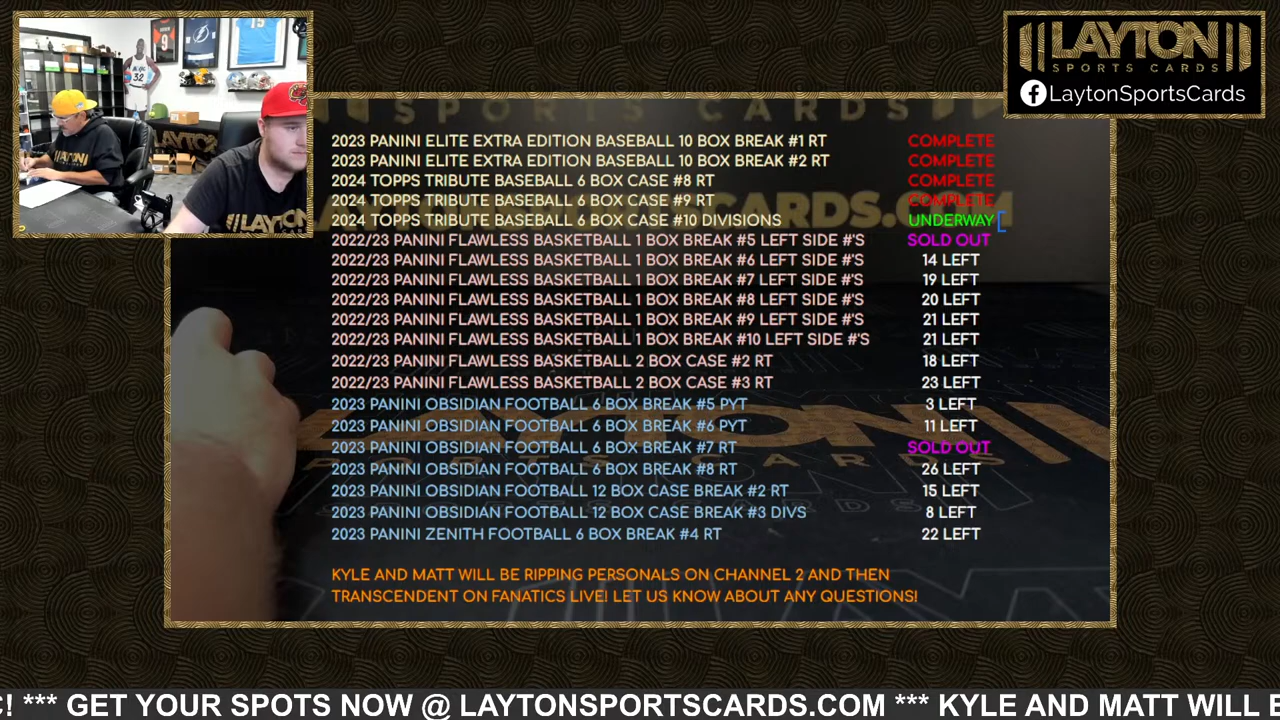 LAYTON
SPORTS CARDS
LaytonSportsCards
SPORTS CARDS
2023 PANINI ELITE EXTRA EDITION BASEBALL 10 BOX BREAK #1 RT COMPLETE
2023 PANINI ELITE EXTRA EDITION BASEBALL 10 BOX BREAK #2 RT COMPLETE
2024 TOPPS TRIBUTE BASEBALL 6 BOX CASE #8 RT COMPLETE
2024 TOPPS TRIBUTE BASEBALL 6 BOX CASE #9 RT COMPLETE
2024 TOPPS TRIBUTE BASEBALL 6 BOX CASE #10 DIVISIONS UNDERWAY
2022/23 PANINI FLAWLESS BASKETBALL 1 BOX BREAK #5 LEFT SIDE #'S SOLD OUT
2022/23 PANINI FLAWLESS BASKETBALL 1 BOX BREAK #6 LEFT SIDE #'S 14 LEFT
2022/23 PANINI FLAWLESS BASKETBALL 1 BOX BREAK #7 LEFT SIDE #'S 19 LEFT
2022/23 PANINI FLAWLESS BASKETBALL 1 BOX BREAK #8 LEFT SIDE #'S 20 LEFT
2022/23 PANINI FLAWLESS BASKETBALL 1 BOX BREAK #9 LEFT SIDE #'S 21 LEFT
2022/23 PANINI FLAWLESS BASKETBALL 1 BOX BREAK #10 LEFT SIDE #'S 21 LEFT
2022/23 PANINI FLAWLESS BASKETBALL 2 BOX CASE #2 RT 18 LEFT
2022/23 PANINI FLAWLESS BASKETBALL 2 BOX CASE #3 RT 23 LEFT
2023 PANINI OBSIDIAN FOOTBALL 6 BOX BREAK #5 PYT 3 LEFT
2023 PANINI OBSIDIAN FOOTBALL 6 BOX BREAK #6 PYT 11 LEFT
2023 PANINI OBSIDIAN FOOTBALL 6 BOX BREAK #7 RT SOLD OUT
2023 PANINI OBSIDIAN FOOTBALL 6 BOX BREAK #8 RT 26 LEFT
2023 PANINI OBSIDIAN FOOTBALL 12 BOX CASE BREAK #2 RT 15 LEFT
2023 PANINI OBSIDIAN FOOTBALL 12 BOX CASE BREAK #3 DIVS 8 LEFT
2023 PANINI ZENITH FOOTBALL 6 BOX BREAK #4 RT 22 LEFT
KYLE AND MATT WILL BE RIPPING PERSONALS ON CHANNEL 2 AND THEN
TRANSCENDENT ON FANATICS LIVE! LET US KNOW ABOUT ANY QUESTIONS!
! *** GET YOUR SPOTS NOW @ LAYTONSPORTSCARDS.COM *** KYLE AND MATT WILL